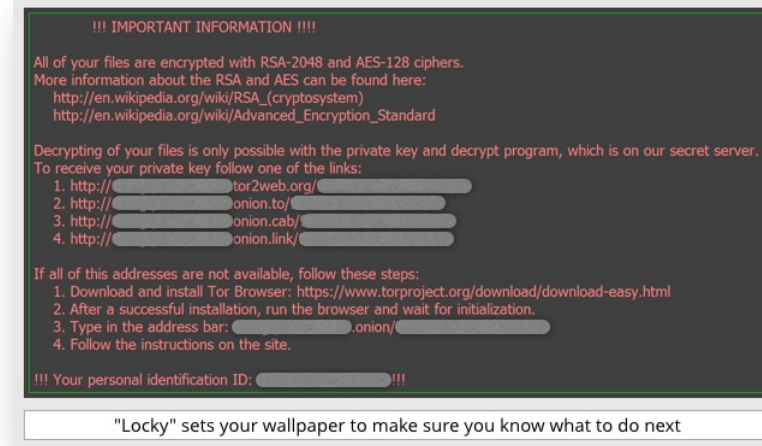 !!! IMPORTANT INFORMATION !!!!
All of your files are encrypted with RSA-2048 and AES-128 ciphers.
More information about the RSA and AES can be found here:
http://en.wikipedia.org/wiki/RSA_(cryptosystem)
http://en.wikipedia.org/wiki/Advanced_Encryption_Standard
Decrypting of your files is only possible with the private key and decrypt program, which is on our secret server.
To receive your private key follow one of the links:
1. http:// tor2web.org/
2. http:// onion.to/
3. http:// onion.cab/
4. http:// onion.link/
If all of this addresses are not available, follow these steps:
1. Download and install Tor Browser: https://www.torproject.org/download/download-easy.html
2. After a successful installation, run the browser and wait for initialization.
3. Type in the address bar: .onion/
4. Follow the instructions on the site.
!!! Your personal identification ID: !!!
"Locky" sets your wallpaper to make sure you know what to do next